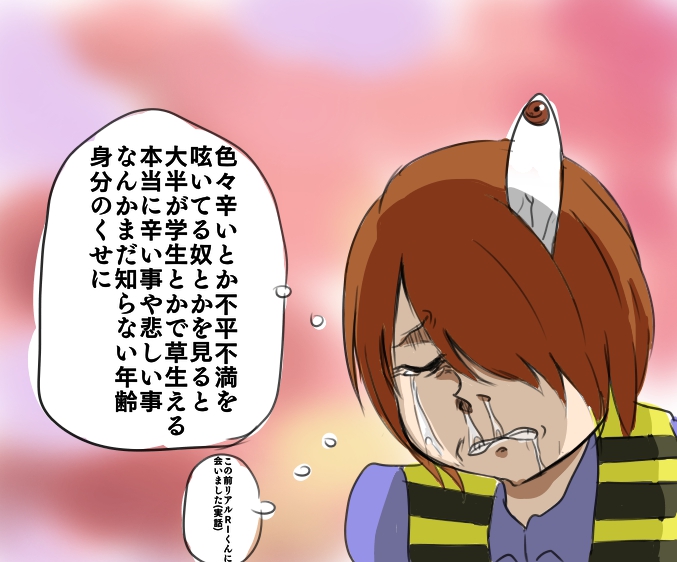 色々辛いとか不平不満を
呟いてる奴とかを見ると
大半が学生とかで草生える
本当に辛い事や悲しい事
なんかまだ知らない年齢
身分のくせに
この前リアルRIくんに
会いました(実話)